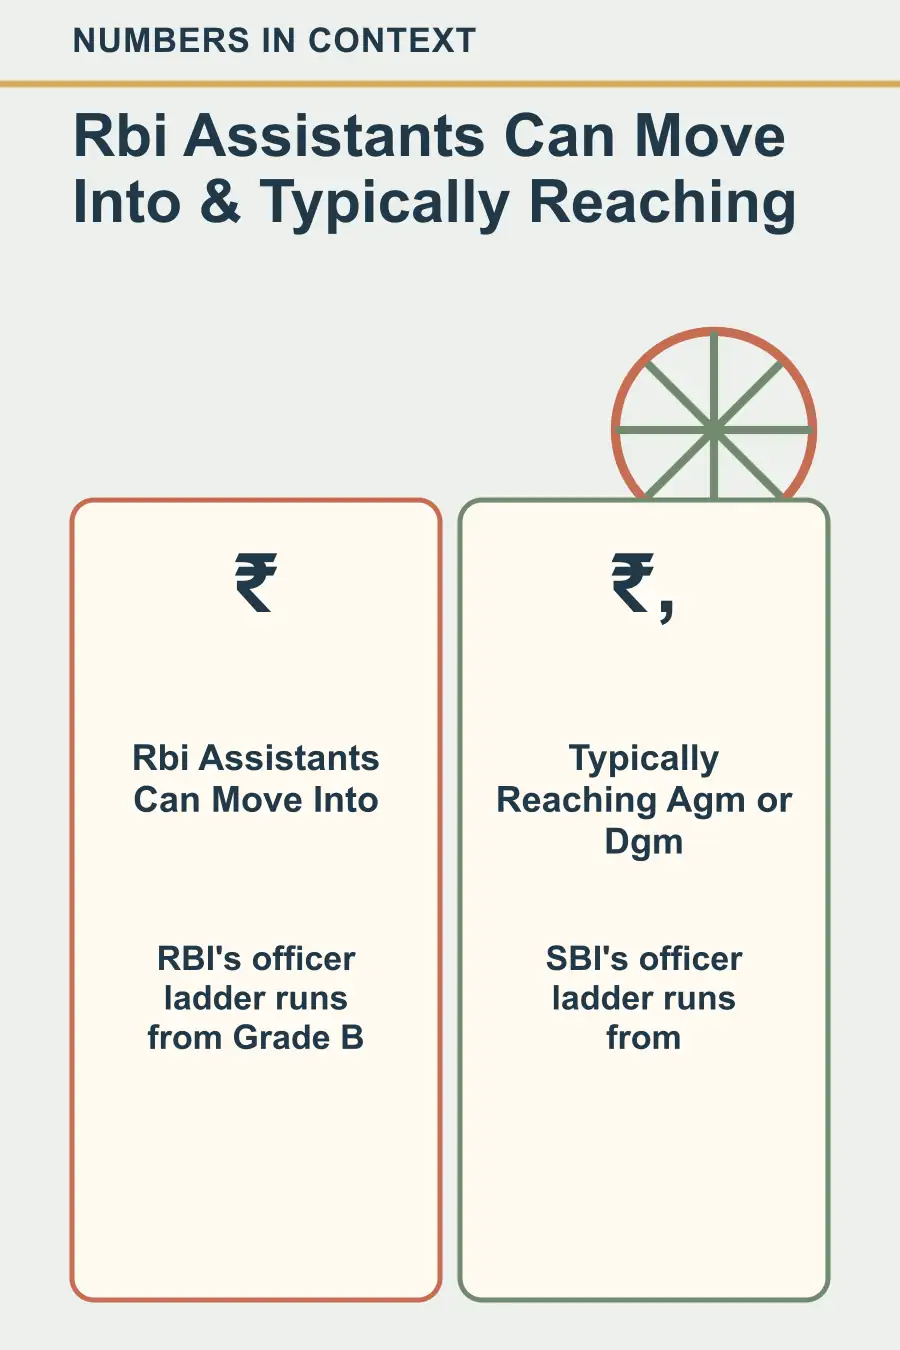 NUMBERS IN CONTEXT
Rbi Assistants Can Move
Into & Typically Reaching
₹
Rbi Assistants
Can Move Into
RBI's officer
ladder runs
from Grade B
₹,
Typically
Reaching Agm or
Dgm
SBI's officer
ladder runs
from